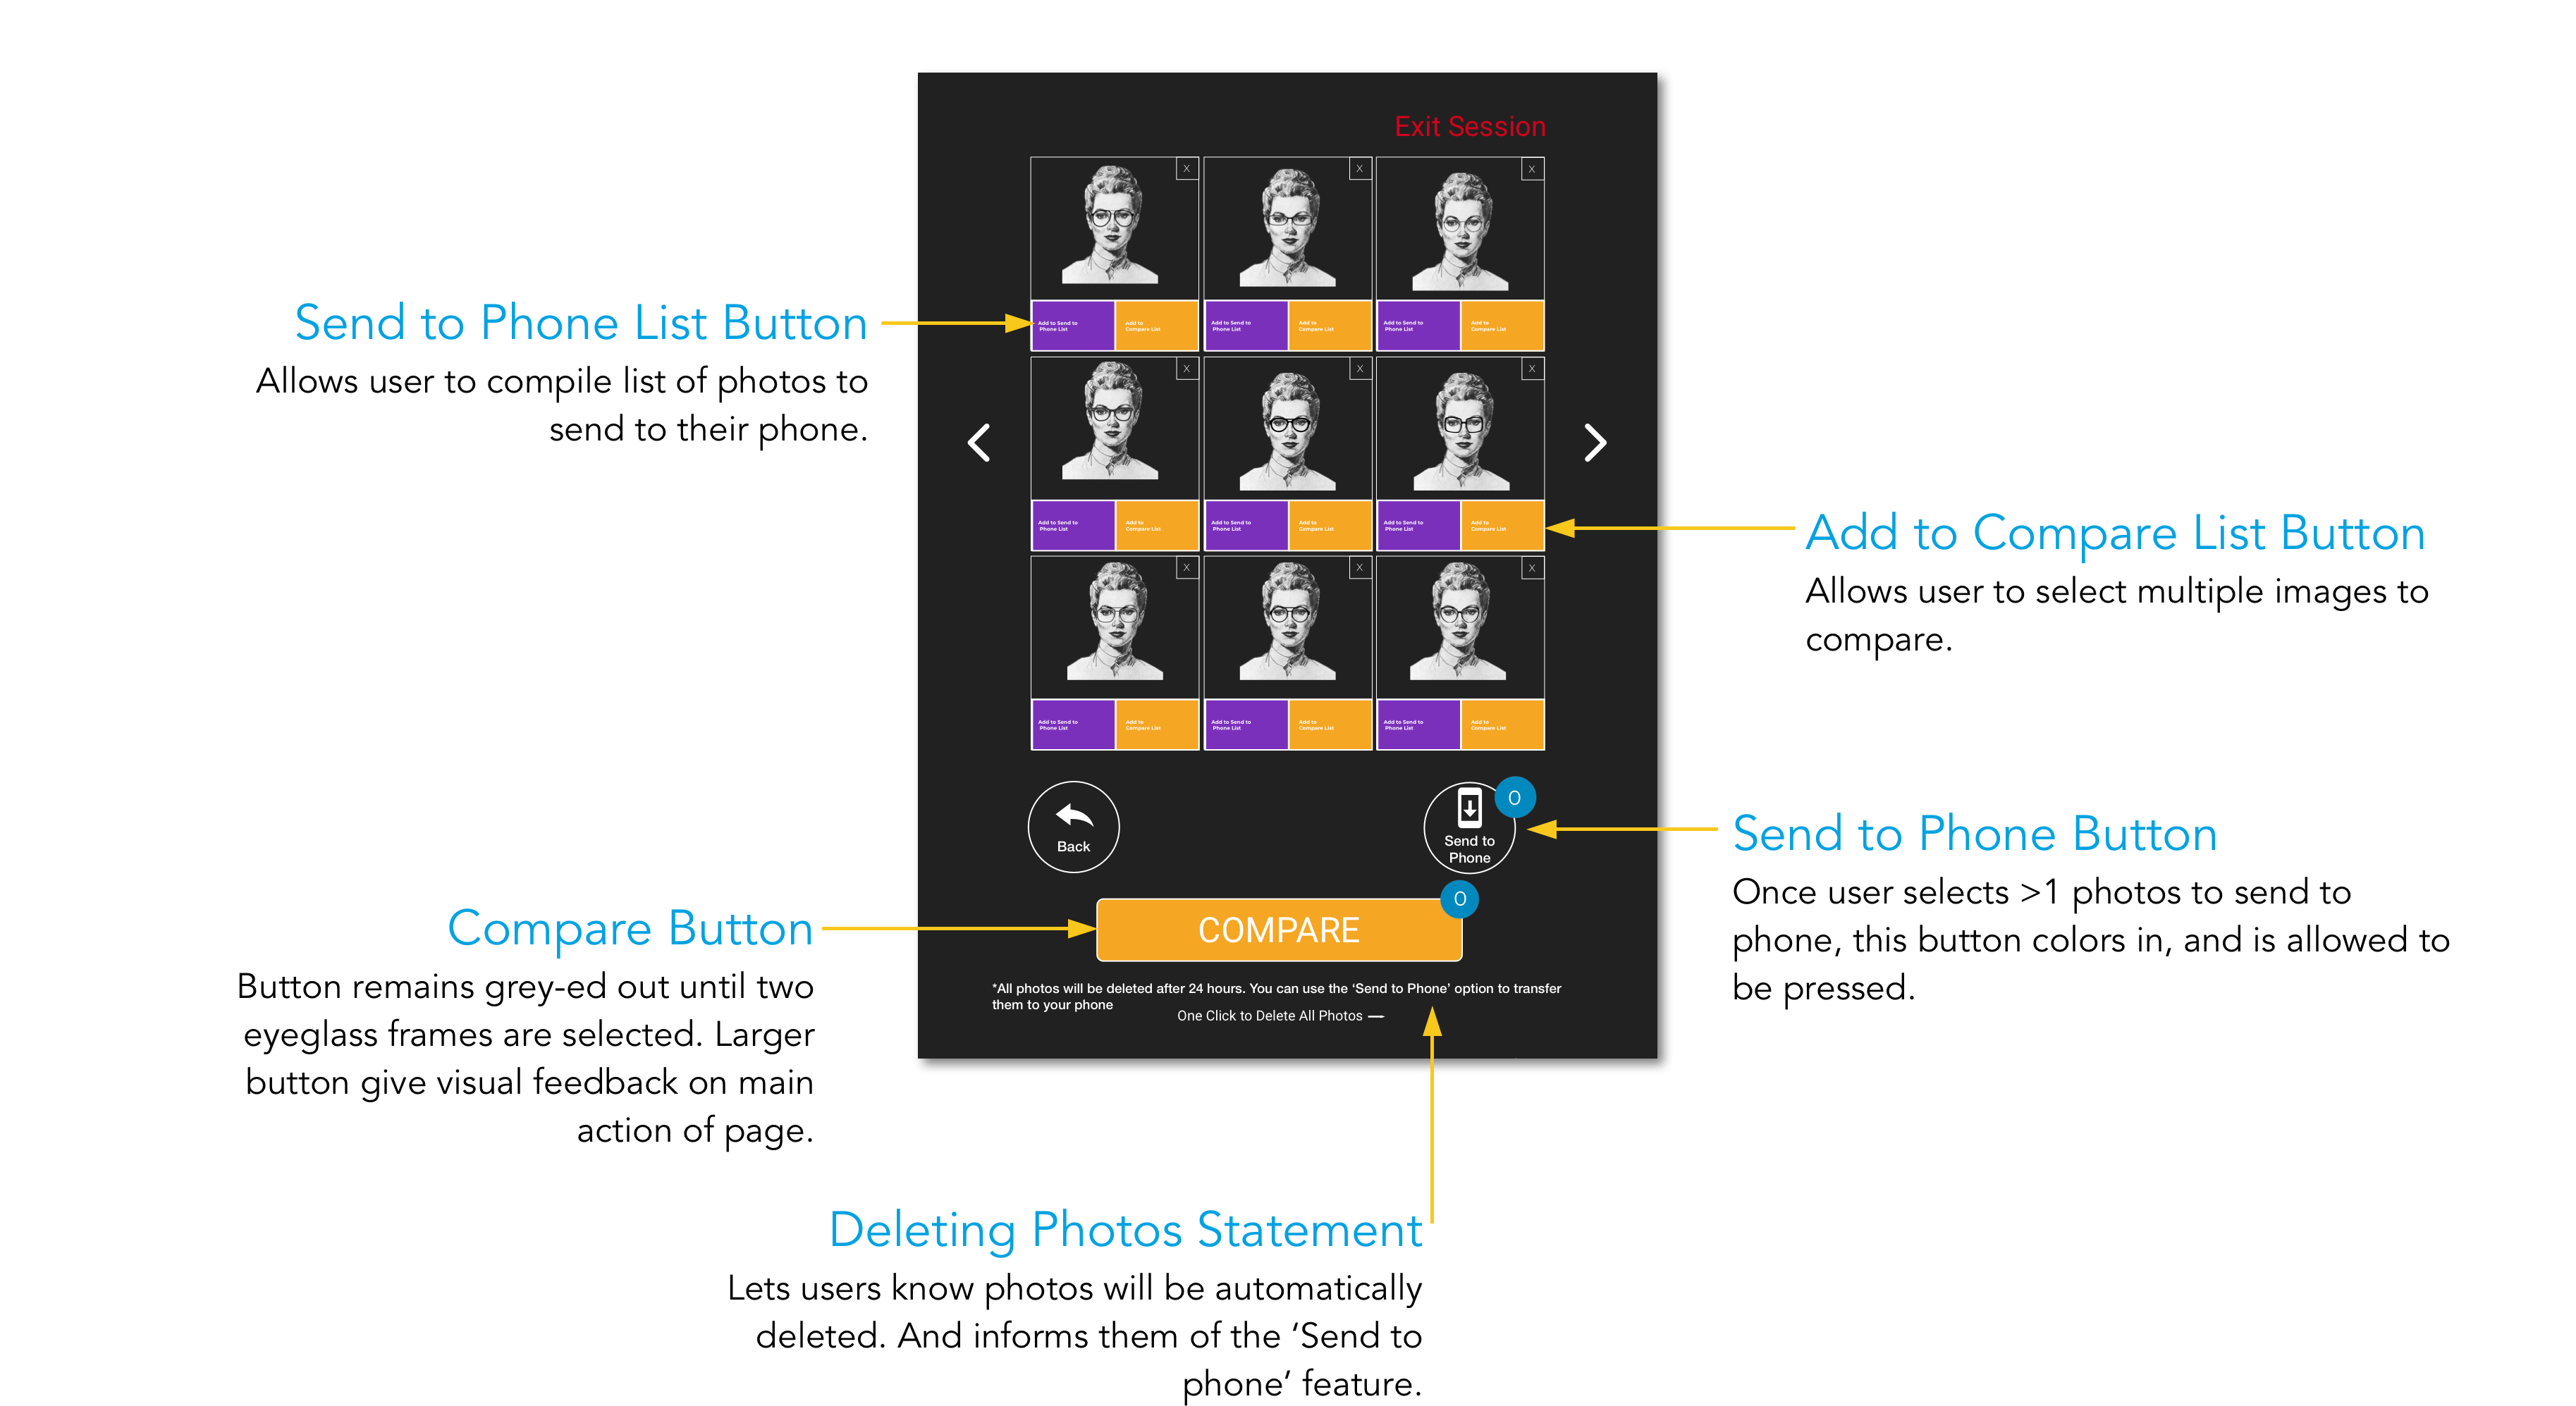 Exit Session
X X X
Send to Phone List Button
Allows user to compile list of photos to
send to their phone.
Add to Send to
Phone List
Add to
Compare List
Add to Send to
Phone List
Add to
Compare List
Add to Send to
Phone List
Add to
Compare List
X X X
Add to Send to
Phone List
Add to
Compare List
Add to Send to
Phone List
Add to
Compare List
Add to Send to
Phone List
Add to
Compare List
Add to Compare List Button
Allows user to select multiple images to
compare.
X X X
Add to Send to
Phone List
Add to
Compare List
Add to Send to
Phone List
Add to
Compare List
Add to Send to
Phone List
Add to
Compare List
Back
0
Send to
Phone
Send to Phone Button
Once user selects >1 photos to send to
phone, this button colors in, and is allowed to
be pressed.
Compare Button
Button remains grey-ed out until two
eyeglass frames are selected. Larger
button give visual feedback on main
action of page.
0
COMPARE
*All photos will be deleted after 24 hours. You can use the ‘Send to Phone’ option to transfer
them to your phone
One Click to Delete All Photos
Deleting Photos Statement
Lets users know photos will be automatically
deleted. And informs them of the ‘Send to
phone’ feature.